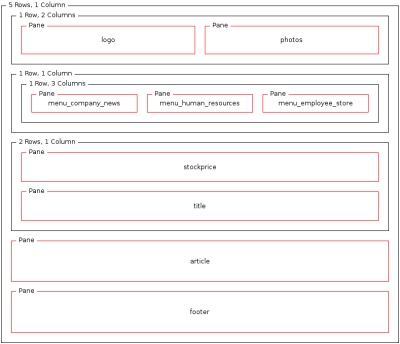 5 Rows, 1 Column
1 Row, 2 Columns
Pane Pane
logo photos
1 Row, 1 Column
1 Row, 3 Columns
Pane Pane Pane
menu_company_news menu_human_resources menu_employee_store
2 Rows, 1 Column
Pane
stockprice
Pane
title
Pane
article
Pane
footer